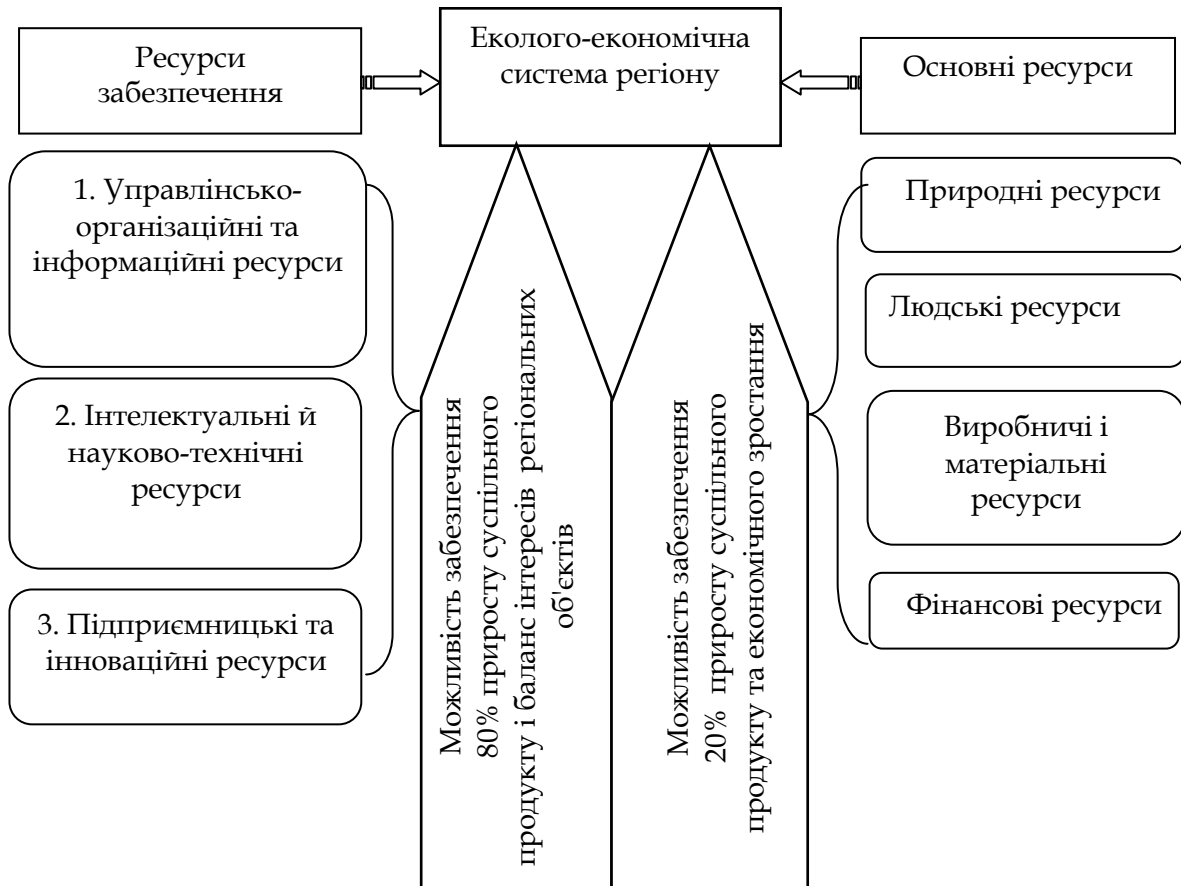 Ресурси
забезпечення
Еколого-економічна
система регіону
Основні ресурси
1. Управлінсько-
організаційні та
інформаційні ресурси
2. Інтелектуальні й
науково-технічні
ресурси
3. Підприємницькі та
інноваційні ресурси
Можливість забезпечення
80% приросту суспільного
продукту і баланс інтересів регіональних
об'єктів
Можливість забезпечення
20% приросту суспільного
продукту та економічного зростання
Природні ресурси
Людські ресурси
Виробничі і
матеріальні
ресурси
Фінансові ресурси